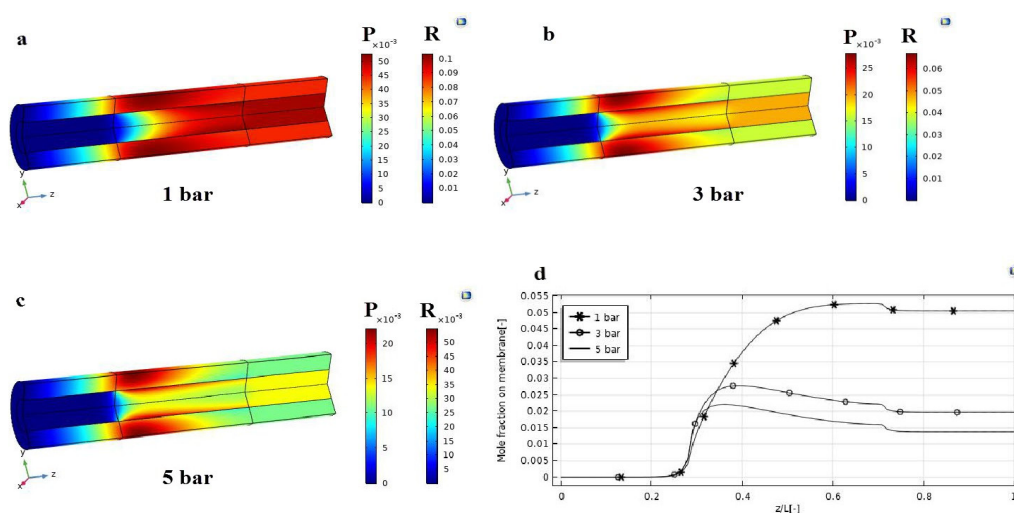 a
P
×10⁻³
R
50
45
40
35
30
25
20
15
10
5
0
0.1
0.09
0.08
0.07
0.06
0.05
0.04
0.03
0.02
0.01
y
z
x
1 bar
b
P
×10⁻³
R
25
20
15
10
5
0
0.06
0.05
0.04
0.03
0.02
0.01
y
z
x
3 bar
c
P
×10⁻³
R
×10⁻³
20
15
10
5
0
50
45
40
35
30
25
20
15
10
5
0
y
z
x
5 bar
d
Mole fraction on membrane[-]
0.055
0.05
0.045
0.04
0.035
0.03
0.025
0.02
0.015
0.01
0.005
0
1 bar
3 bar
5 bar
0
0.2
0.4
0.6
0.8
1
z/L[-]